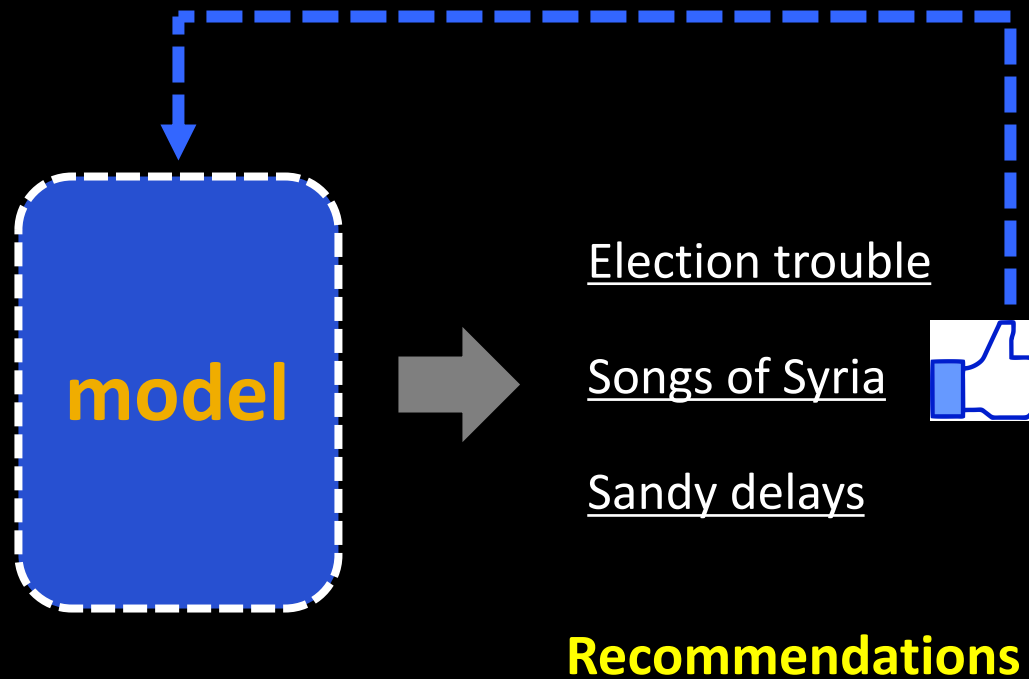 Election trouble
model
Songs of Syria
Sandy delays
Recommendations